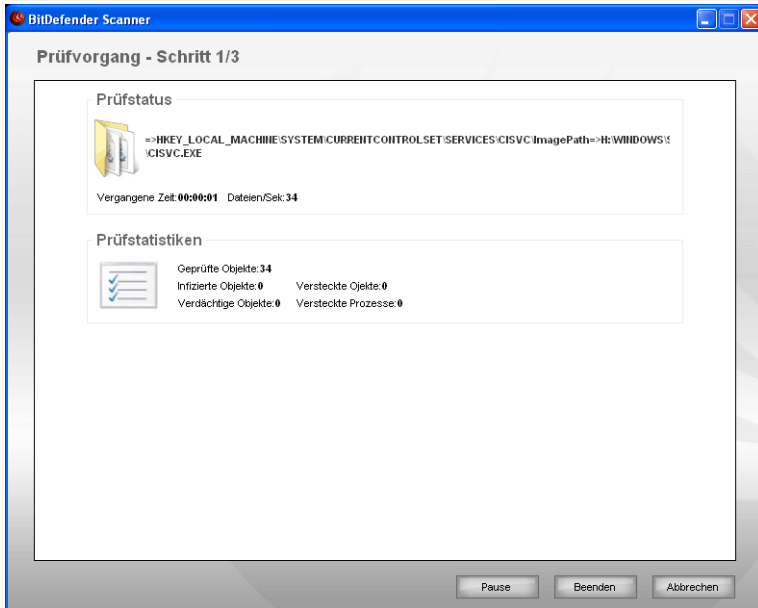 BitDefender Scanner
Prüfvorgang - Schritt 1/3
Prüfstatus
=>HKEY_LOCAL_MACHINE\SYSTEM\CURRENTCONTROLSET\SERVICES\CISVC\ImagePath=>H:\WINDOWS\
\CISVC.EXE
Vergangene Zeit:00:00:01 Dateien/Sek:34
Prüfstatistiken
Geprüfte Objekte:34
Infizierte Objekte:0 Versteckte Ojekte:0
Verdächtige Objekte:0 Versteckte Prozesse:0
Pause Beenden Abbrechen